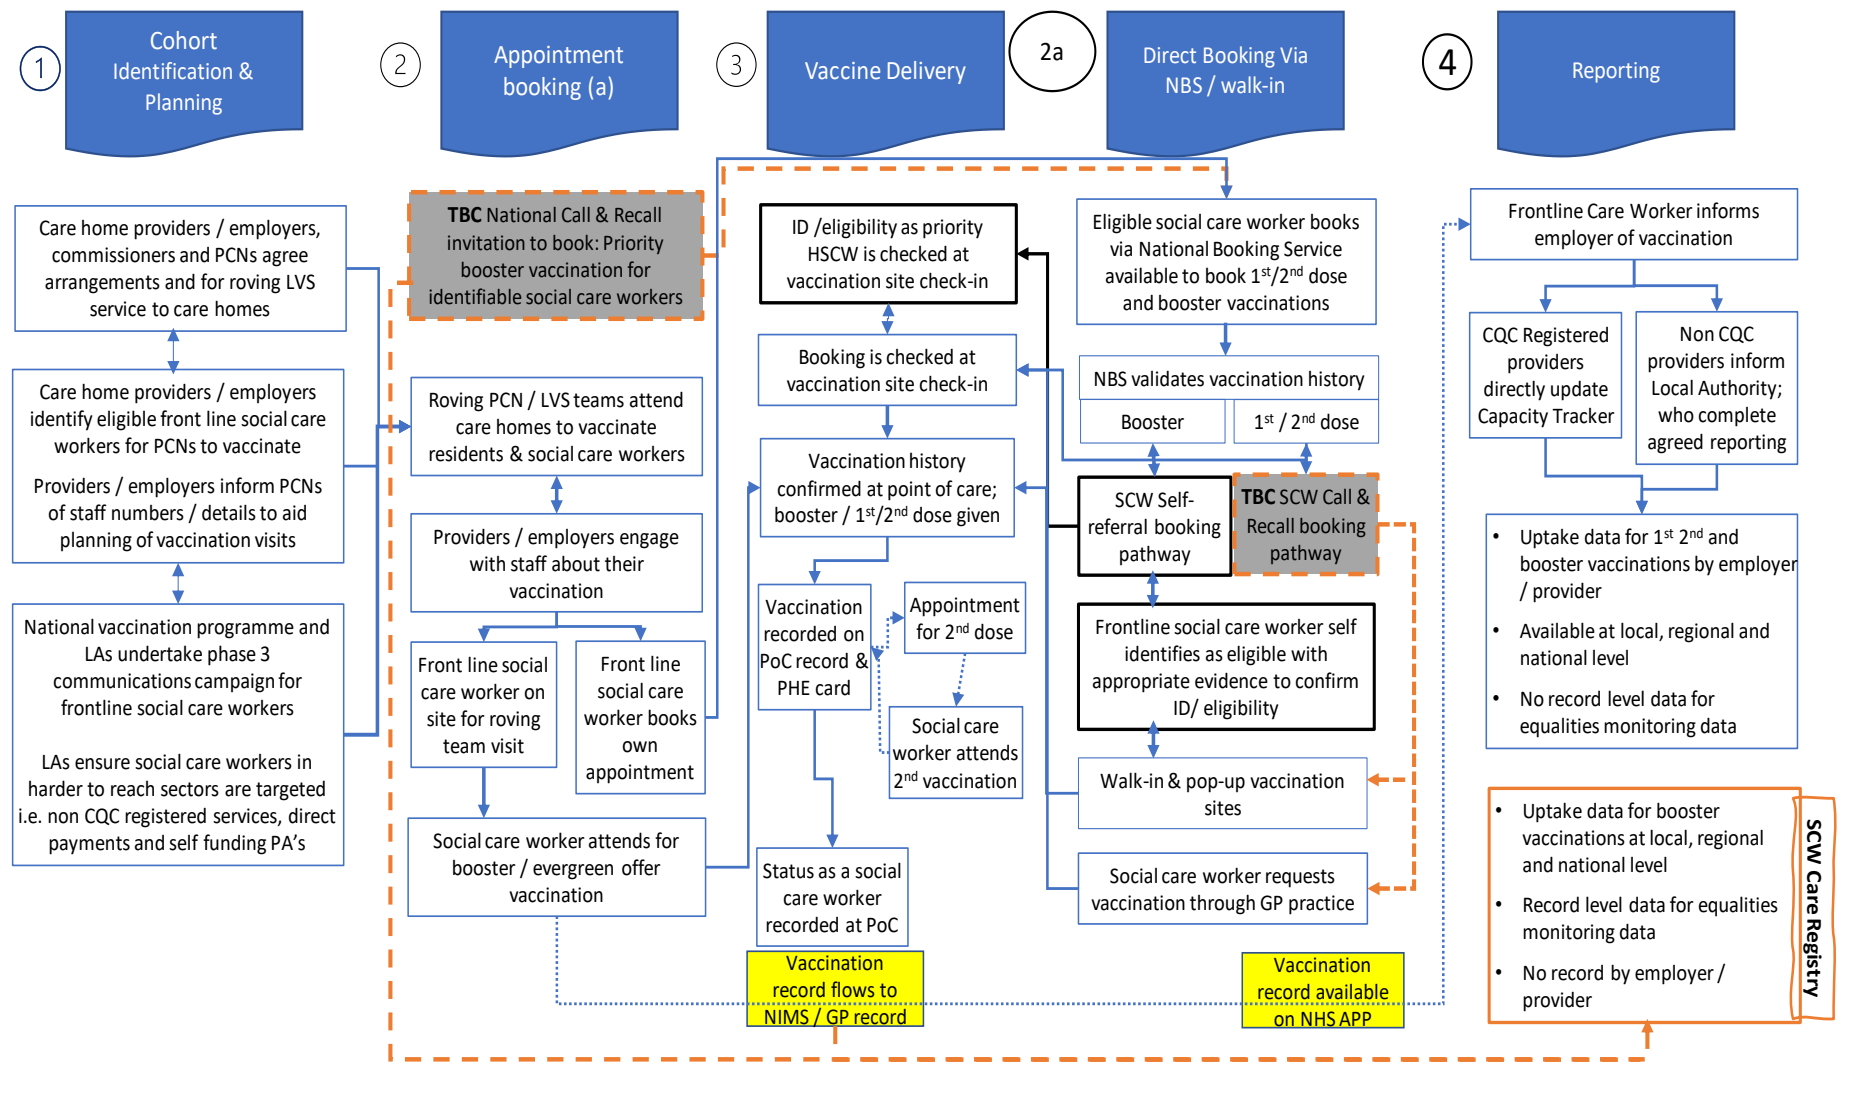 1
Cohort
Identification &
Planning
2
Appointment
booking (a)
3
Vaccine Delivery
2a
Direct Booking Via
NBS / walk-in
4
Reporting
Care home providers / employers,
commissioners and PCNs agree
arrangements and for roving LVS
service to care homes
Care home providers / employers
identify eligible front line social care
workers for PCNs to vaccinate
Providers / employers inform PCNs
of staff numbers / details to aid
planning of vaccination visits
National vaccination programme and
LAs undertake phase 3
communications campaign for
frontline social care workers
LAs ensure social care workers in
harder to reach sectors are targeted
i.e. non CQC registered services, direct
payments and self funding PA's
TBC National Call & Recall
invitation to book: Priority
booster vaccination for
identifiable social care workers
Roving PCN / LVS teams attend
care homes to vaccinate
residents & social care workers
Providers / employers engage
with staff about their
vaccination
Front line social
care worker on
site for roving
team visit
Front line
social care
worker books
own
appointment
Social care worker attends for
booster / evergreen offer
vaccination
ID /eligibility as priority
HSCW is checked at
vaccination site check-in
Booking is checked at
vaccination site check-in
Vaccination history
confirmed at point of care;
booster / 1st/2nd dose given
Vaccination
recorded on
PoC record &
PHE card
Appointment
for 2nd dose
Social care
worker attends
2nd vaccination
Status as a social
care worker
recorded at PoC
Vaccination
record flows to
NIMS / GP record
Eligible social care worker books
via National Booking Service
available to book 1st/2nd dose
and booster vaccinations
NBS validates vaccination history
Booster
1st / 2nd dose
SCW Self-
referral booking
pathway
TBC SCW Call &
Recall booking
pathway
Frontline social care worker self
identifies as eligible with
appropriate evidence to confirm
ID/ eligibility
Walk-in & pop-up vaccination
sites
Social care worker requests
vaccination through GP practice
Vaccination
record available
on NHS APP
Frontline Care Worker informs
employer of vaccination
CQC Registered
providers
directly update
Capacity Tracker
Non CQC
providers inform
Local Authority;
who complete
agreed reporting
• Uptake data for 1st 2nd and
booster vaccinations by employer
/ provider
• Available at local, regional and
national level
• No record level data for
equalities monitoring data
• Uptake data for booster
vaccinations at local, regional
and national level
• Record level data for equalities
monitoring data
• No record by employer /
provider
SCW Care Registry